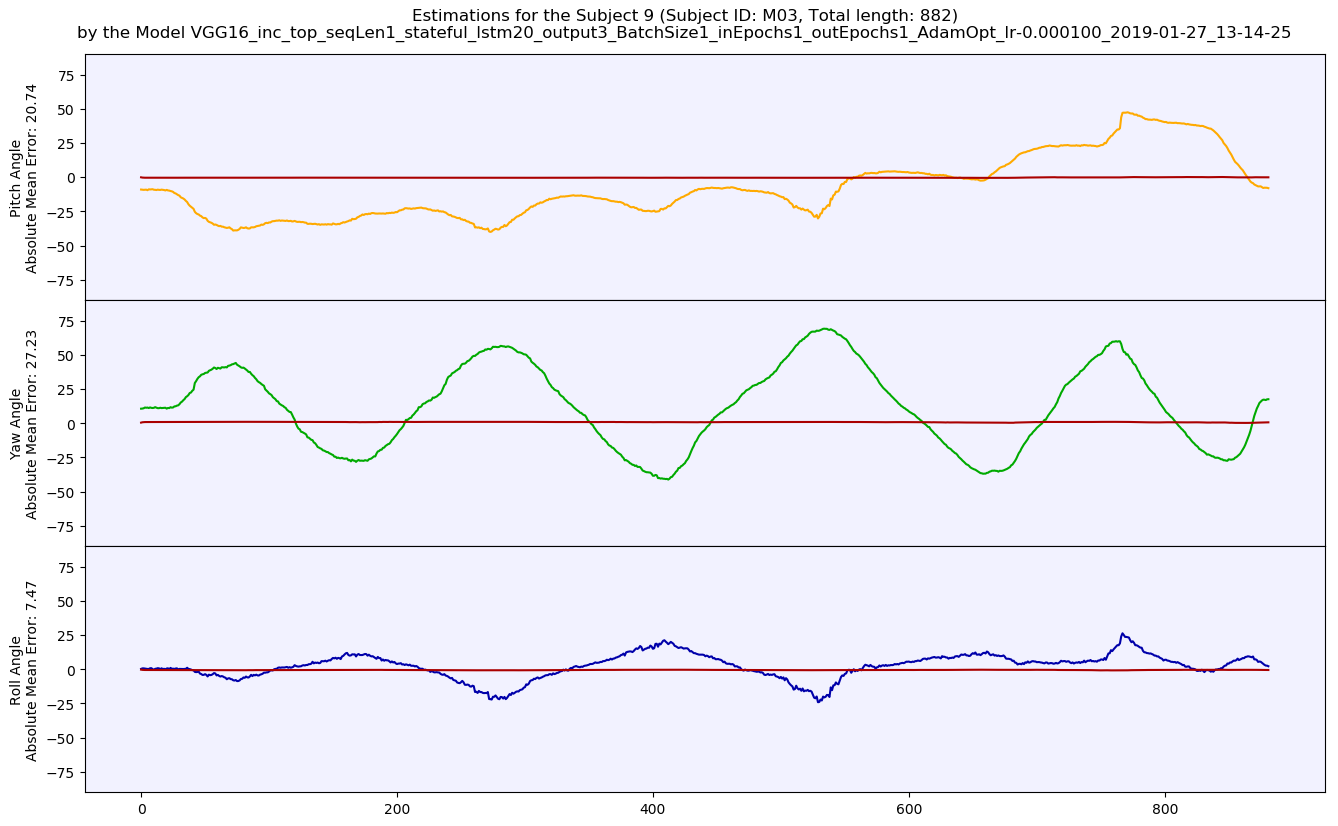 Estimations for the Subject 9 (Subject ID: M03, Total length: 882)
by the Model VGG16_inc_top_seqLen1_stateful_lstm20_output3_BatchSize1_inEpochs1_outEpochs1_AdamOpt_lr-0.000100_2019-01-27_13-14-25
Pitch Angle
Absolute Mean Error: 20.74
75
50
25
0
−25
−50
−75
Yaw Angle
Absolute Mean Error: 27.23
75
50
25
0
−25
−50
−75
Roll Angle
Absolute Mean Error: 7.47
75
50
25
0
−25
−50
−75
0 200 400 600 800